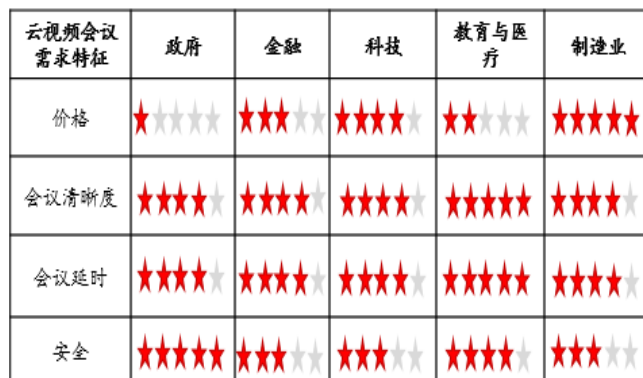 云视频会议
需求特征
政府
金融
科技
教育与医
疗
制造业
价格
会议清晰度
会议延时
安全